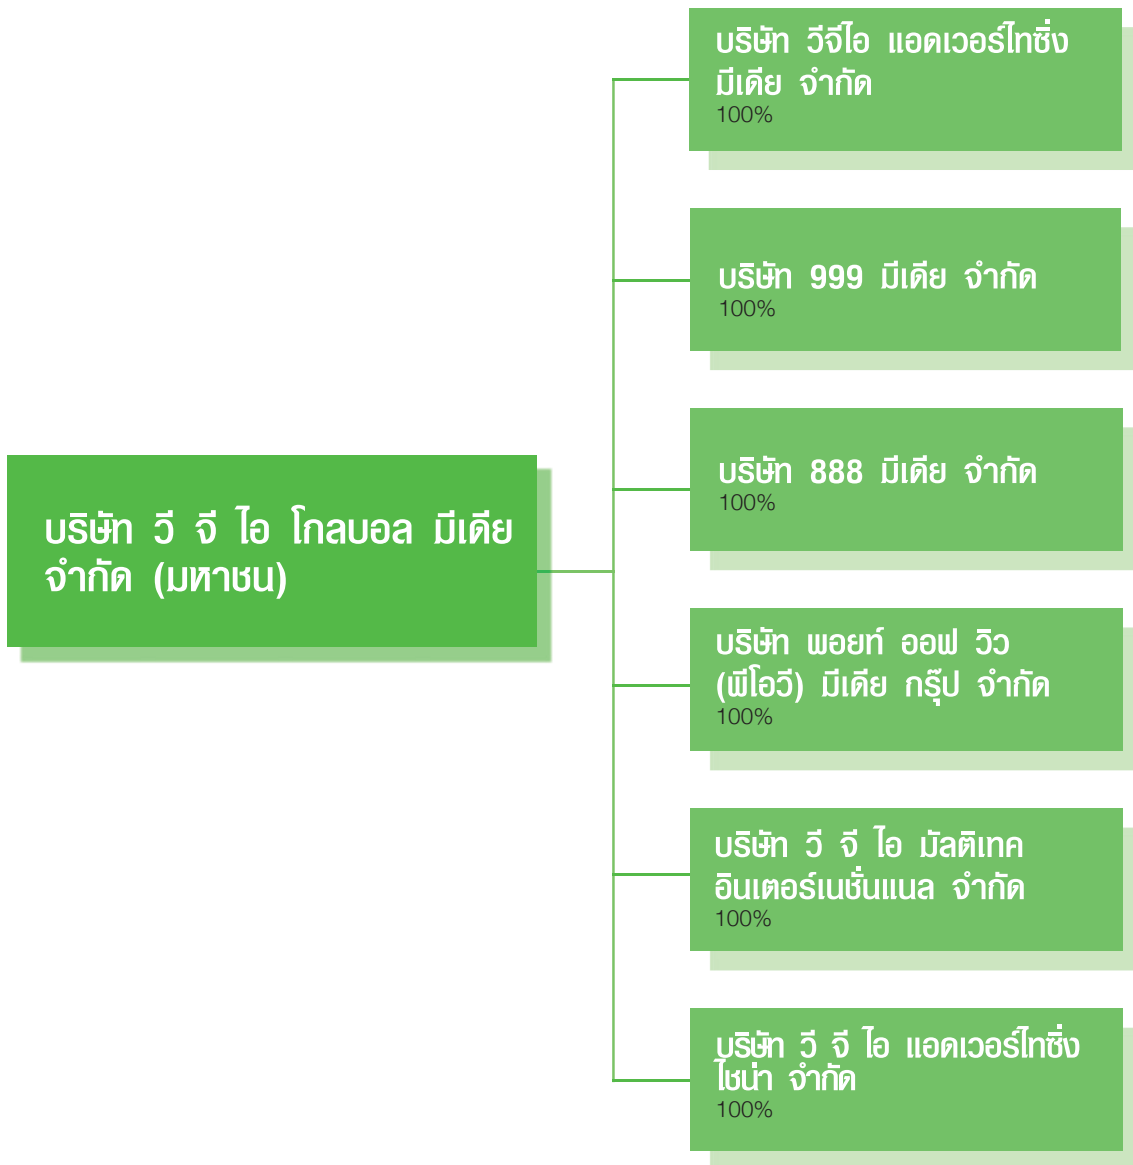 บริษัท วี จี ไอ โกลบอล มีเดีย
จำกัด (มหาชน)
บริษัท วีจีไอ แอดเวอร์ไทซิ่ง
มีเดีย จำกัด
100%
บริษัท 999 มีเดีย จำกัด
100%
บริษัท 888 มีเดีย จำกัด
100%
บริษัท พอยท์ ออฟ วิว
(พีโอวี) มีเดีย กรุ๊ป จำกัด
100%
บริษัท วี จี ไอ มัลติเทค
อินเตอร์เนชั่นแนล จำกัด
100%
บริษัท วี จี ไอ แอดเวอร์ไทซิ่ง
ไชน่า จำกัด
100%